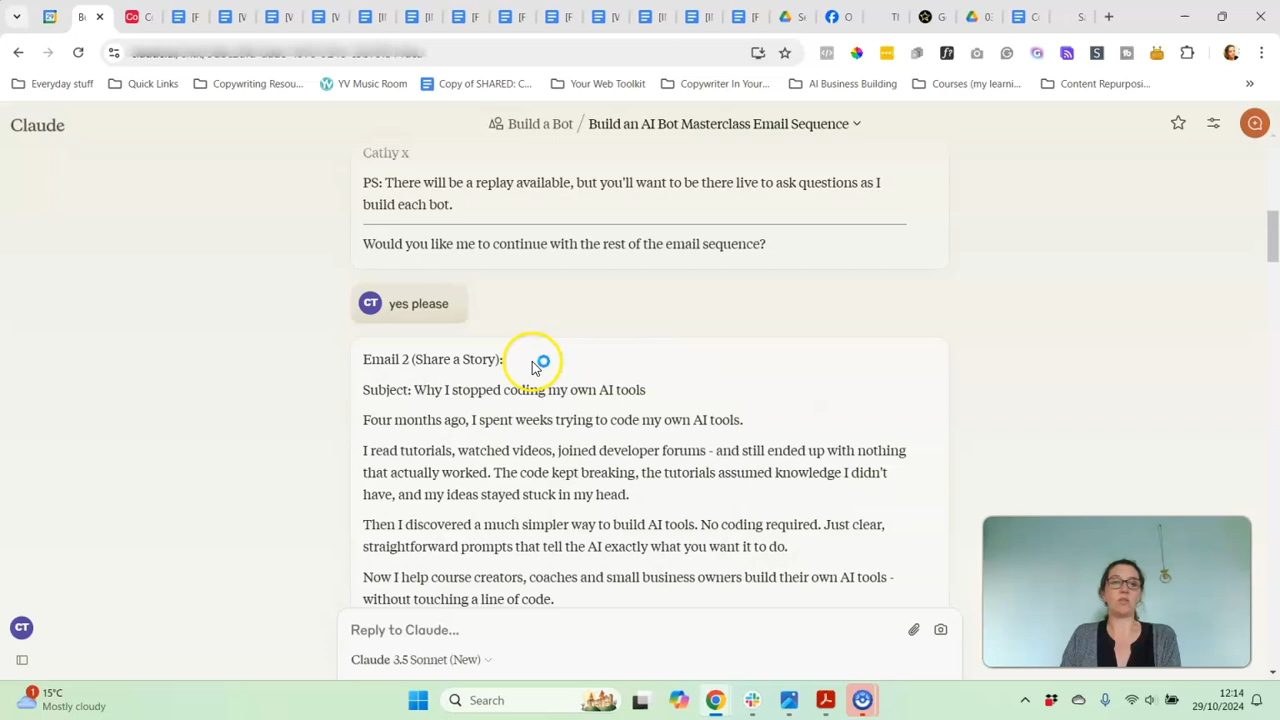 Everyday stuff
Quick Links
Copywriting Resou...
YV Music Room
Copy of SHARED: C...
Your Web Toolkit
Copywriter In Your...
AI Business Building
Courses (my learni...
Content Repurposi...
Claude
Build a Bot / Build an AI Bot Masterclass Email Sequence
Cathy x
PS: There will be a replay available, but you'll want to be there live to ask questions as I
build each bot.
Would you like me to continue with the rest of the email sequence?
CT
yes please
Email 2 (Share a Story):
Subject: Why I stopped coding my own AI tools
Four months ago, I spent weeks trying to code my own AI tools.
I read tutorials, watched videos, joined developer forums - and still ended up with nothing
that actually worked. The code kept breaking, the tutorials assumed knowledge I didn't
have, and my ideas stayed stuck in my head.
Then I discovered a much simpler way to build AI tools. No coding required. Just clear,
straightforward prompts that tell the AI exactly what you want it to do.
Now I help course creators, coaches and small business owners build their own AI tools -
without touching a line of code.
Reply to Claude...
CT
Claude 3.5 Sonnet (New)
1
15°C
Mostly cloudy
Search
12:14
29/10/2024